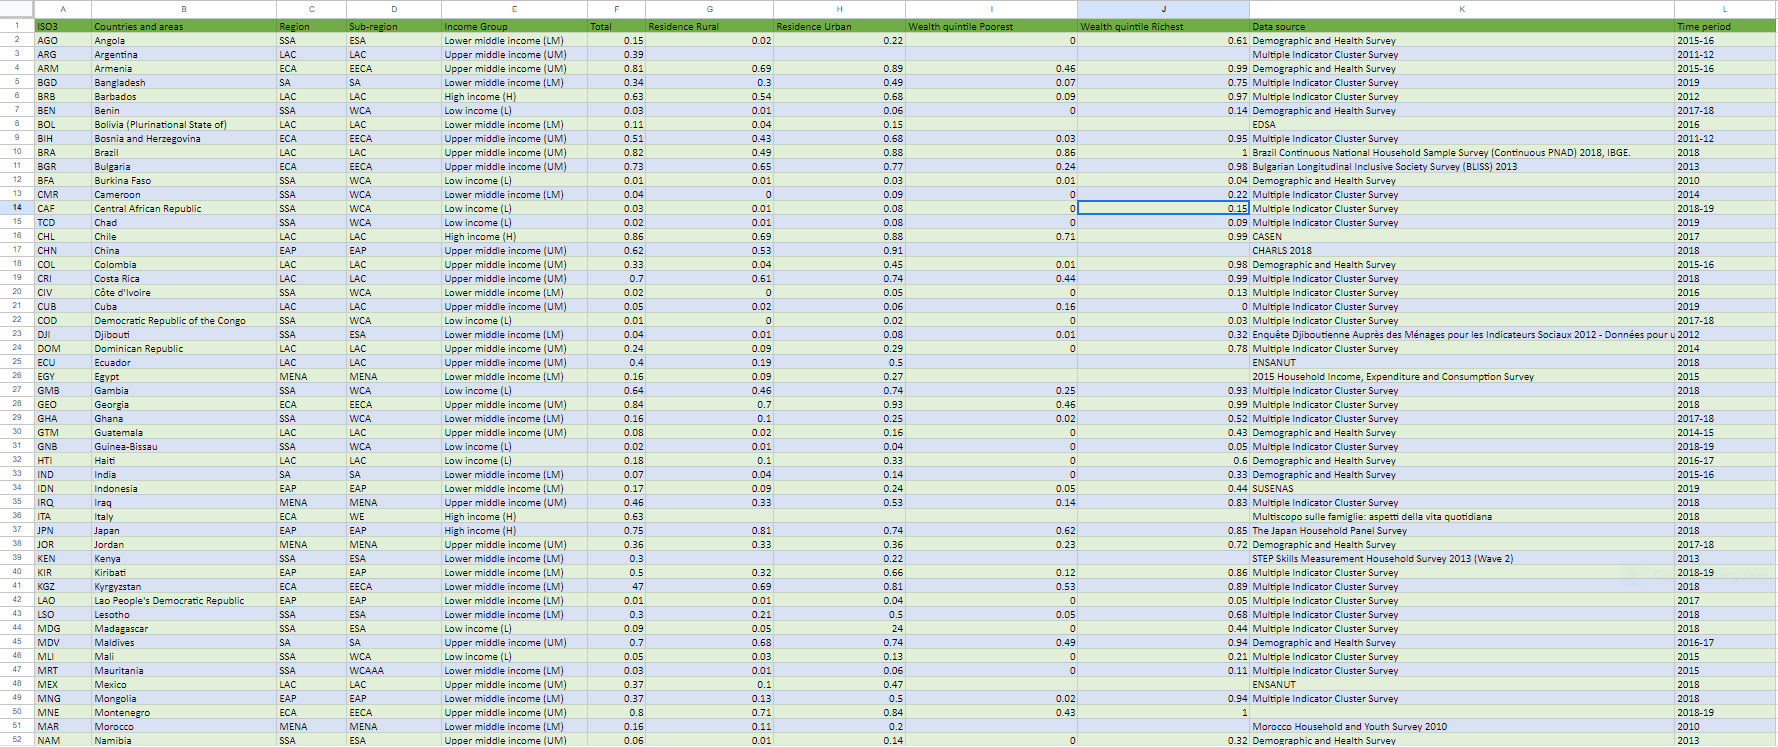 A B C D E F G H I J K L
1 ISO3 Countries and areas Region Sub-region Income Group Total Residence Rural Residence Urban Wealth quintile Poorest Wealth quintile Richest Data source Time period
2 AGO Angola SSA ESA Lower middle income (LM) 0.15 0.02 0.22 0 0.61 Demographic and Health Survey 2015-16
3 ARG Argentina LAC LAC Upper middle income (UM) 0.39 Multiple Indicator Cluster Survey 2011-12
4 ARM Armenia ECA EECA Upper middle income (UM) 0.81 0.69 0.89 0.46 0.99 Demographic and Health Survey 2015-16
5 BGD Bangladesh SA SA Lower middle income (LM) 0.34 0.3 0.49 0.07 0.75 Multiple Indicator Cluster Survey 2019
6 BRB Barbados LAC LAC High income (H) 0.63 0.54 0.68 0.09 0.97 Multiple Indicator Cluster Survey 2012
7 BEN Benin SSA WCA Low income (L) 0.03 0.01 0.06 0 0.14 Demographic and Health Survey 2017-18
8 BOL Bolivia (Plurinational State of) LAC LAC Lower middle income (LM) 0.11 0.04 0.15 EDSA 2016
9 BIH Bosnia and Herzegovina ECA EECA Upper middle income (UM) 0.51 0.43 0.68 0.03 0.95 Multiple Indicator Cluster Survey 2011-12
10 BRA Brazil LAC LAC Upper middle income (UM) 0.82 0.49 0.88 0.86 1 Brazil Continuous National Household Sample Survey (Continuous PNAD) 2018, IBGE. 2018
11 BGR Bulgaria ECA EECA Upper middle income (UM) 0.73 0.65 0.77 0.24 0.98 Bulgarian Longitudinal Inclusive Society Survey (BLISS) 2013 2013
12 BFA Burkina Faso SSA WCA Low income (L) 0.01 0.01 0.03 0.01 0.04 Demographic and Health Survey 2010
13 CMR Cameroon SSA WCA Lower middle income (LM) 0.04 0 0.09 0 0.22 Multiple Indicator Cluster Survey 2014
14 CAF Central African Republic SSA WCA Low income (L) 0.03 0.01 0.08 0 0.15 Multiple Indicator Cluster Survey 2018-19
15 TCD Chad SSA WCA Low income (L) 0.02 0.01 0.08 0 0.09 Multiple Indicator Cluster Survey 2019
16 CHL Chile LAC LAC High income (H) 0.86 0.69 0.88 0.71 0.99 CASEN 2017
17 CHN China EAP EAP Upper middle income (UM) 0.62 0.53 0.91 CHARLS 2018 2018
18 COL Colombia LAC LAC Upper middle income (UM) 0.33 0.04 0.45 0.01 0.98 Demographic and Health Survey 2015-16
19 CRI Costa Rica LAC LAC Upper middle income (UM) 0.7 0.61 0.74 0.44 0.99 Multiple Indicator Cluster Survey 2018
20 CIV Côte d'Ivoire SSA WCA Lower middle income (LM) 0.02 0 0.05 0 0.13 Multiple Indicator Cluster Survey 2016
21 CUB Cuba LAC LAC Upper middle income (UM) 0.05 0.02 0.06 0.16 0 Multiple Indicator Cluster Survey 2019
22 COD Democratic Republic of the Congo SSA WCA Low income (L) 0.01 0 0.02 0 0.03 Multiple Indicator Cluster Survey 2017-18
23 DJI Djibouti SSA ESA Lower middle income (LM) 0.04 0.01 0.08 0.01 0.32 Enquête Djiboutienne Auprès des Ménages pour les Indicateurs Sociaux 2012 - Données pour u 2012
24 DOM Dominican Republic LAC LAC Upper middle income (UM) 0.24 0.09 0.29 0 0.78 Multiple Indicator Cluster Survey 2014
25 ECU Ecuador LAC LAC Upper middle income (UM) 0.4 0.19 0.5 ENSANUT 2018
26 EGY Egypt MENA MENA Lower middle income (LM) 0.16 0.09 0.27 2015 Household Income, Expenditure and Consumption Survey 2015
27 GMB Gambia SSA WCA Low income (L) 0.64 0.46 0.74 0.25 0.93 Multiple Indicator Cluster Survey 2018
28 GEO Georgia ECA EECA Upper middle income (UM) 0.84 0.7 0.93 0.46 0.99 Multiple Indicator Cluster Survey 2018
29 GHA Ghana SSA WCA Lower middle income (LM) 0.16 0.1 0.25 0.02 0.52 Multiple Indicator Cluster Survey 2017-18
30 GTM Guatemala LAC LAC Upper middle income (UM) 0.08 0.02 0.16 0 0.43 Demographic and Health Survey 2014-15
31 GNB Guinea-Bissau SSA WCA Low income (L) 0.02 0.01 0.04 0 0.05 Multiple Indicator Cluster Survey 2018-19
32 HTI Haiti LAC LAC Low income (L) 0.18 0.1 0.33 0 0.6 Demographic and Health Survey 2016-17
33 IND India SA SA Lower middle income (LM) 0.07 0.04 0.14 0 0.33 Demographic and Health Survey 2015-16
34 IDN Indonesia EAP EAP Lower middle income (LM) 0.17 0.09 0.24 0.05 0.44 SUSENAS 2019
35 IRQ Iraq MENA MENA Upper middle income (UM) 0.46 0.33 0.53 0.14 0.83 Multiple Indicator Cluster Survey 2018
36 ITA Italy ECA WE High income (H) 0.63 Multiscopo sulle famiglie: aspetti della vita quotidiana 2018
37 JPN Japan EAP EAP High income (H) 0.75 0.81 0.74 0.62 0.85 The Japan Household Panel Survey 2018
38 JOR Jordan MENA MENA Upper middle income (UM) 0.36 0.33 0.36 0.23 0.72 Demographic and Health Survey 2017-18
39 KEN Kenya SSA ESA Lower middle income (LM) 0.3 0.22 STEP Skills Measurement Household Survey 2013 (Wave 2) 2013
40 KIR Kiribati EAP EAP Lower middle income (LM) 0.5 0.32 0.66 0.12 0.86 Multiple Indicator Cluster Survey 2018-19
41 KGZ Kyrgyzstan ECA EECA Lower middle income (LM) 47 0.69 0.81 0.53 0.89 Multiple Indicator Cluster Survey 2018
42 LAO Lao People's Democratic Republic EAP EAP Lower middle income (LM) 0.01 0.01 0.04 0 0.05 Multiple Indicator Cluster Survey 2017
43 LSO Lesotho SSA ESA Lower middle income (LM) 0.3 0.21 0.5 0.05 0.68 Multiple Indicator Cluster Survey 2018
44 MDG Madagascar SSA ESA Low income (L) 0.09 0.05 24 0 0.44 Multiple Indicator Cluster Survey 2018
45 MDV Maldives SA SA Upper middle income (UM) 0.7 0.68 0.74 0.49 0.94 Demographic and Health Survey 2016-17
46 MLI Mali SSA WCA Low income (L) 0.05 0.03 0.13 0 0.21 Multiple Indicator Cluster Survey 2015
47 MRT Mauritania SSA WCAAA Lower middle income (LM) 0.03 0.01 0.06 0 0.11 Multiple Indicator Cluster Survey 2015
48 MEX Mexico LAC LAC Upper middle income (UM) 0.37 0.1 0.47 ENSANUT 2018
49 MNG Mongolia EAP EAP Lower middle income (LM) 0.37 0.13 0.5 0.02 0.94 Multiple Indicator Cluster Survey 2018
50 MNE Montenegro ECA EECA Upper middle income (UM) 0.8 0.71 0.84 0.43 1 2018-19
51 MAR Morocco MENA MENA Lower middle income (LM) 0.16 0.11 0.2 Morocco Household and Youth Survey 2010 2010
52 NAM Namibia SSA ESA Upper middle income (UM) 0.06 0.01 0.14 0 0.32 Demographic and Health Survey 2013